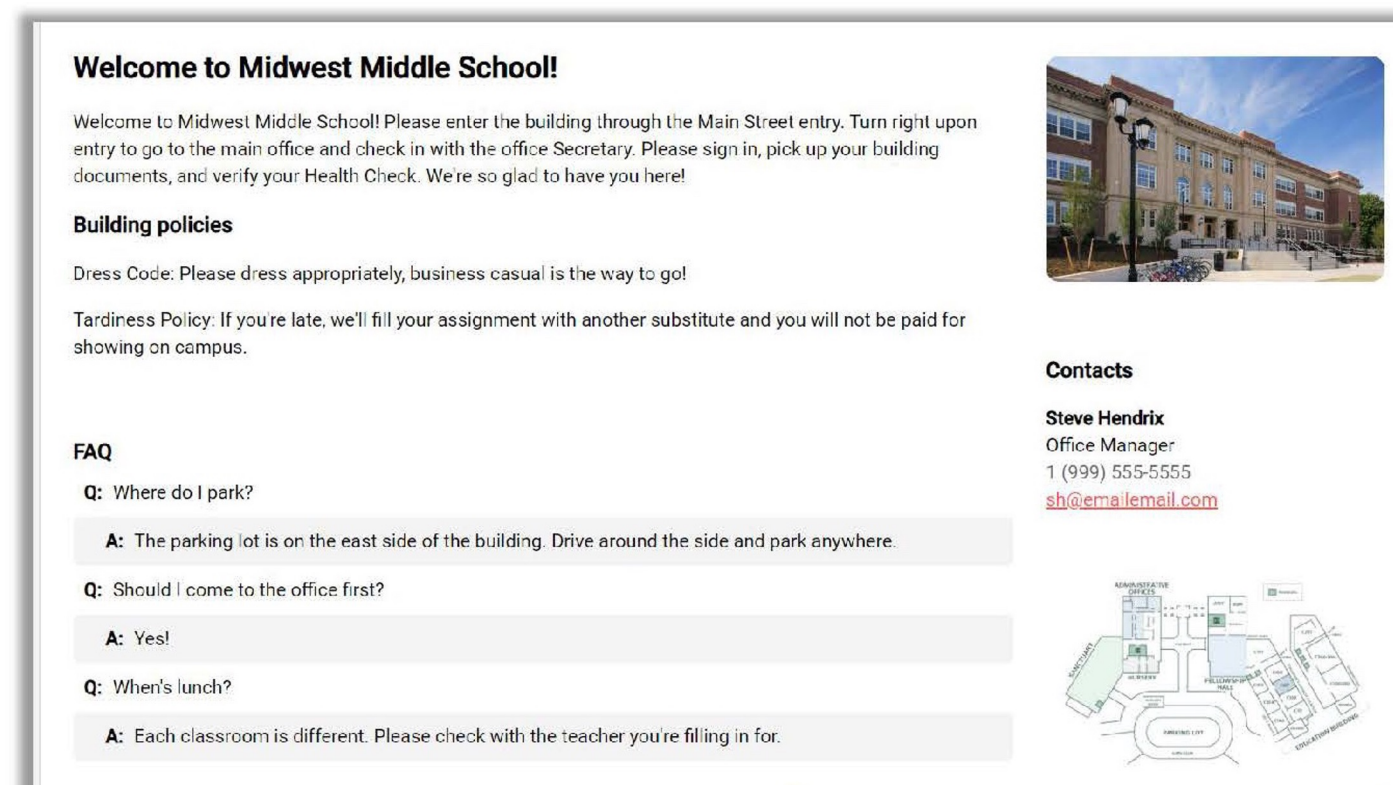 Welcome to Midwest Middle School!
Welcome to Midwest Middle School! Please enter the building through the Main Street entry. Turn right upon
entry to go to the main office and check in with the office Secretary. Please sign in, pick up your building
documents, and verify your Health Check. We're so glad to have you here!
Building policies
Dress Code: Please dress appropriately, business casual is the way to go!
Tardiness Policy: If you're late, we'll fill your assignment with another substitute and you will not be paid for
showing on campus.
FAQ
Q: Where do I park?
A: The parking lot is on the east side of the building. Drive around the side and park anywhere.
Q: Should I come to the office first?
A: Yes!
Q: When's lunch?
A: Each classroom is different. Please check with the teacher you're filling in for.
Contacts
Steve Hendrix
Office Manager
1 (999) 555-5555
sh@emailemail.com
ADMINISTRATIVE
OFFICES
SANCTUARY
NURSERY
FELLOWSHIP
HALL
PARKING LOT
EDUCATION BUILDING